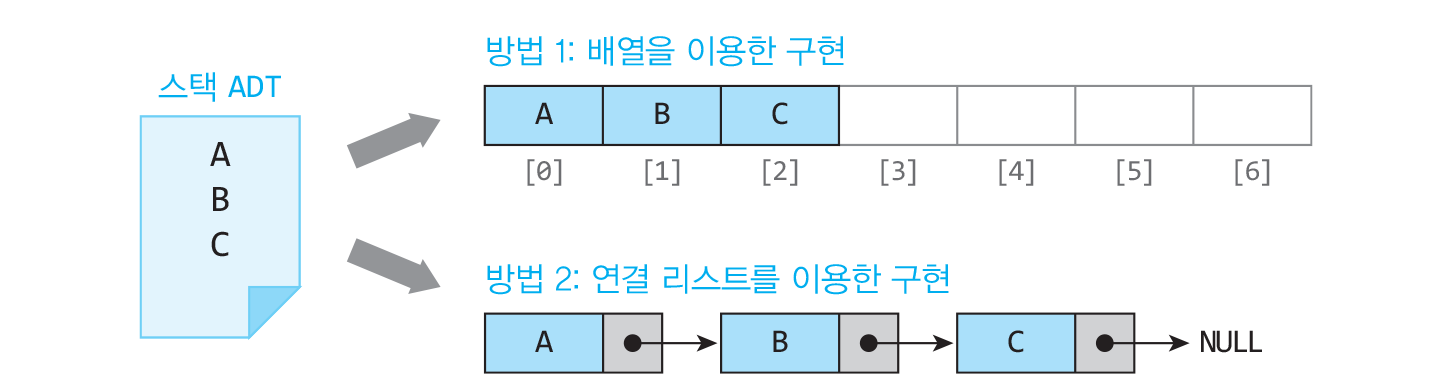 방법 1: 배열을 이용한 구현
스택 ADT
A
B
C
A B C
[0] [1] [2] [3] [4] [5] [6]
방법 2: 연결 리스트를 이용한 구현
A B C NULL